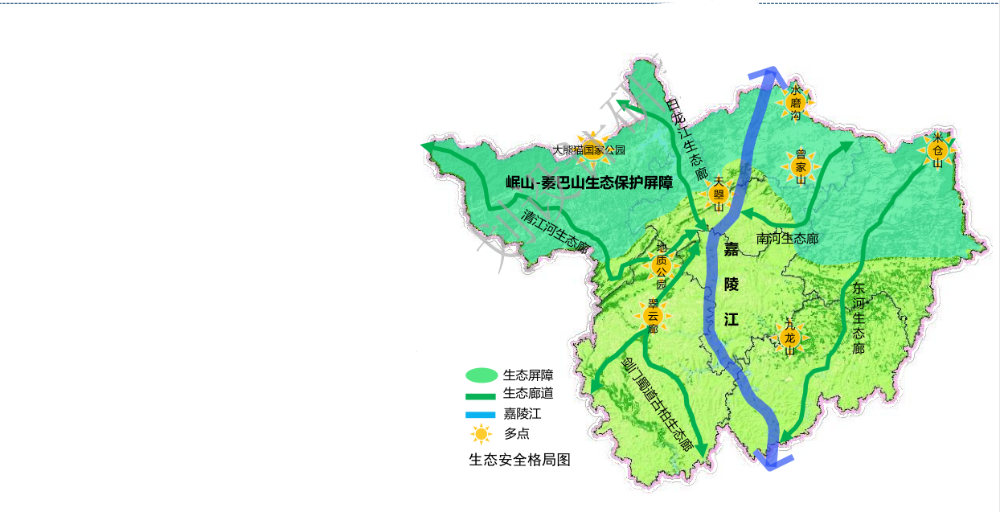 水磨沟
米仓山
白龙江生态廊
大熊猫国家公园
曾家山
岷山-秦巴山生态保护屏障
天曌山
清江河生态廊
南河生态廊
地质公园
嘉陵江
东河生态廊
翠云廊
九龙山
剑门蜀道古柏生态廊
生态屏障
生态廊道
嘉陵江
多点
生态安全格局图